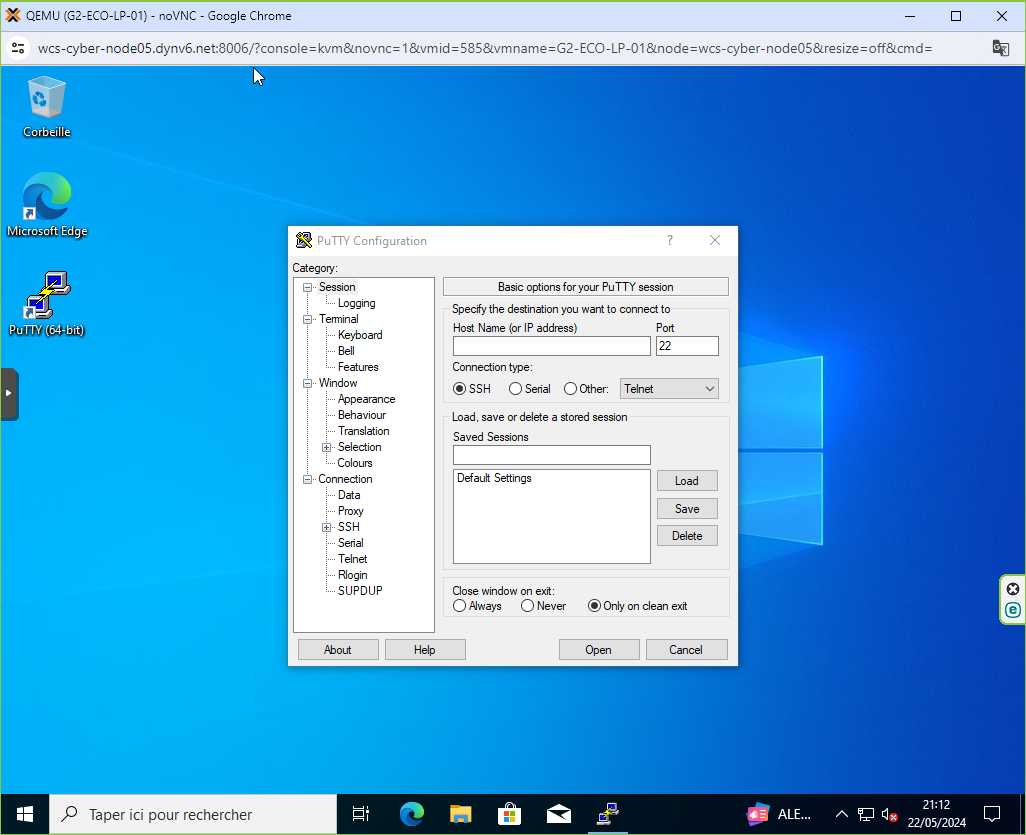 QEMU (G2-ECO-LP-01) - noVNC - Google Chrome
wcs-cyber-node05.dynv6.net:8006/?console=kvm&novnc=1&vmid=585&vmname=G2-ECO-LP-01&node=wcs-cyber-node05&resize=off&cmd=
Corbeille
Microsoft Edge
PuTTY (64-bit)
PuTTY Configuration
?
Category:
Session
Logging
Terminal
Keyboard
Bell
Features
Window
Appearance
Behaviour
Translation
Selection
Colours
Connection
Data
Proxy
SSH
Serial
Telnet
Rlogin
SUPDUP
Basic options for your PuTTY session
Specify the destination you want to connect to
Host Name (or IP address) Port
22
Connection type:
SSH Serial Other: Telnet
Load, save or delete a stored session
Saved Sessions
Default Settings
Load
Save
Delete
Close window on exit:
Always Never Only on clean exit
About Help Open Cancel
Taper ici pour rechercher
ALE...
21:12
22/05/2024